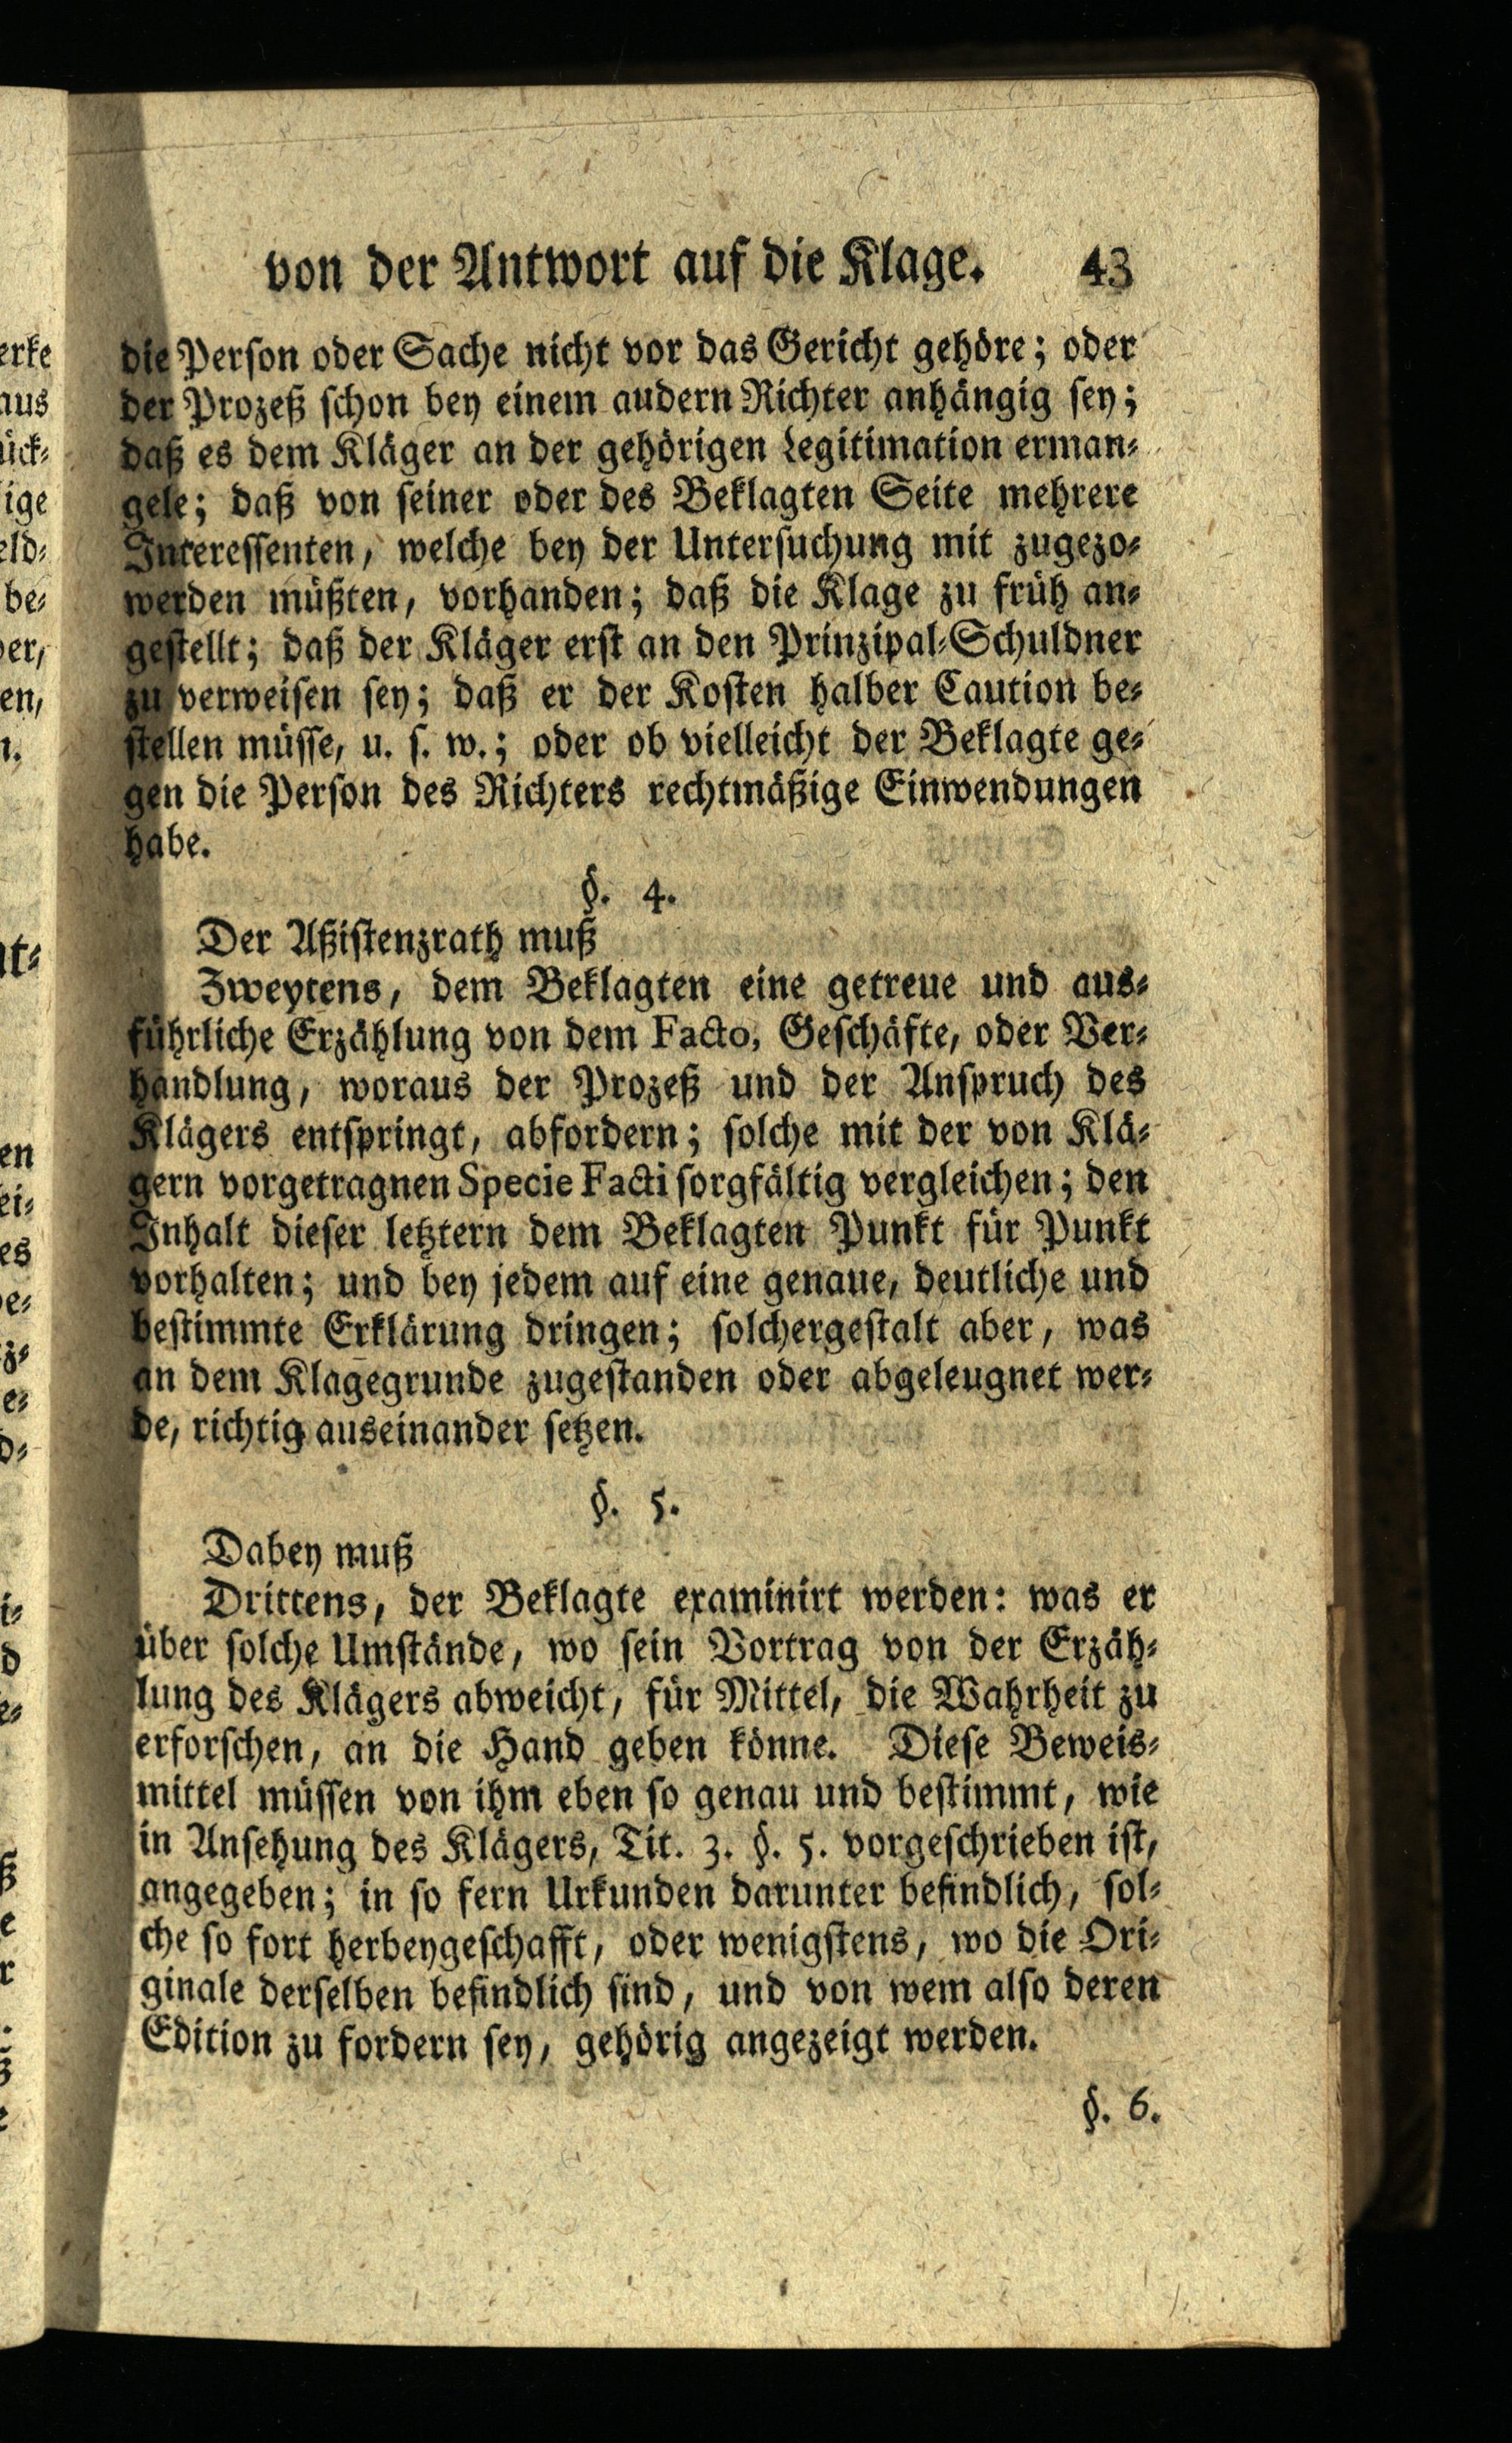 von der Antwort auf die Klage. 43
die Person oder Sache nicht vor das Gericht gehöre; oder
der Prozeß schon bey einem audern Richter anhängig sey;
daß es dem Kläger an der gehörigen Legitimation erman-
gele; daß von seiner oder des Beklagten Seite mehrere
Interessenten, welche bey der Untersuchung mit zugezo-
werden müßten, vorhanden; daß die Klage zu früh an-
gestellt; daß der Kläger erst an den Prinzipal-Schuldner
zu verweisen sey; daß er der Kosten halber Caution be-
stellen müsse, u. s. w.; oder ob vielleicht der Beklagte ge-
gen die Person des Richters rechtmäßige Einwendungen
habe.
§. 4.
Der Aßistenzrath muß
Zweytens, dem Beklagten eine getreue und aus-
führliche Erzählung von dem Facto, Geschäfte, oder Ver-
handlung, woraus der Prozeß und der Anspruch des
Klägers entspringt, abfordern; solche mit der von Klä-
gern vorgetragnen Specie Facti sorgfältig vergleichen; den
Inhalt dieser letztern dem Beklagten Punkt für Punkt
vorhalten; und bey jedem auf eine genaue, deutliche und
bestimmte Erklärung dringen; solchergestalt aber, was
an dem Klagegrunde zugestanden oder abgeleugnet wer-
de, richtig auseinander setzen.
§. 5.
Dabey muß
Drittens, der Beklagte examinirt werden: was er
über solche Umstände, wo sein Vortrag von der Erzäh-
lung des Klägers abweicht, für Mittel, die Wahrheit zu
erforschen, an die Hand geben könne. Diese Beweis-
mittel müssen von ihm eben so genau und bestimmt, wie
in Ansehung des Klägers, Tit. 3. §. 5. vorgeschrieben ist,
angegeben; in so fern Urkunden darunter befindlich, sol-
che so fort herbeygeschafft, oder wenigstens, wo die Ori-
ginale derselben befindlich sind, und von wem also deren
Edition zu fordern sey, gehörig angezeigt werden.
§. 6.